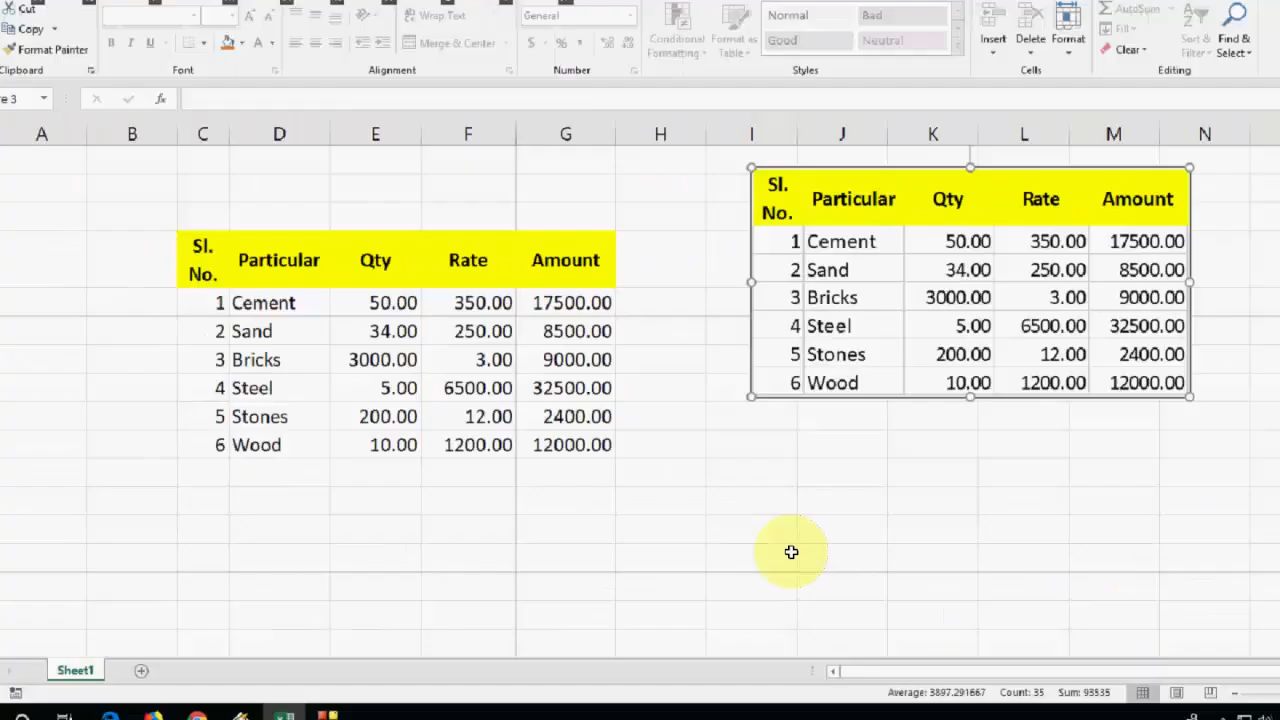 Cut
Wrap Text
General
Normal
Bad
AutoSum
Copy
Fill
Format Painter
B I U
Merge & Center
$ % ,
Conditional Formatting
Format as Table
Good
Neutral
Insert
Delete
Format
Clear
Sort & Filter
Find & Select
Clipboard
Font
Alignment
Number
Styles
Cells
Editing
re 3
fx
A B C D E F G H I J K L M N
Sl. No. Particular Qty Rate Amount
1 Cement 50.00 350.00 17500.00
2 Sand 34.00 250.00 8500.00
3 Bricks 3000.00 3.00 9000.00
4 Steel 5.00 6500.00 32500.00
5 Stones 200.00 12.00 2400.00
6 Wood 10.00 1200.00 12000.00
Sl. No. Particular Qty Rate Amount
1 Cement 50.00 350.00 17500.00
2 Sand 34.00 250.00 8500.00
3 Bricks 3000.00 3.00 9000.00
4 Steel 5.00 6500.00 32500.00
5 Stones 200.00 12.00 2400.00
6 Wood 10.00 1200.00 12000.00
Sheet1
Average: 3897.291667 Count: 35 Sum: 93535